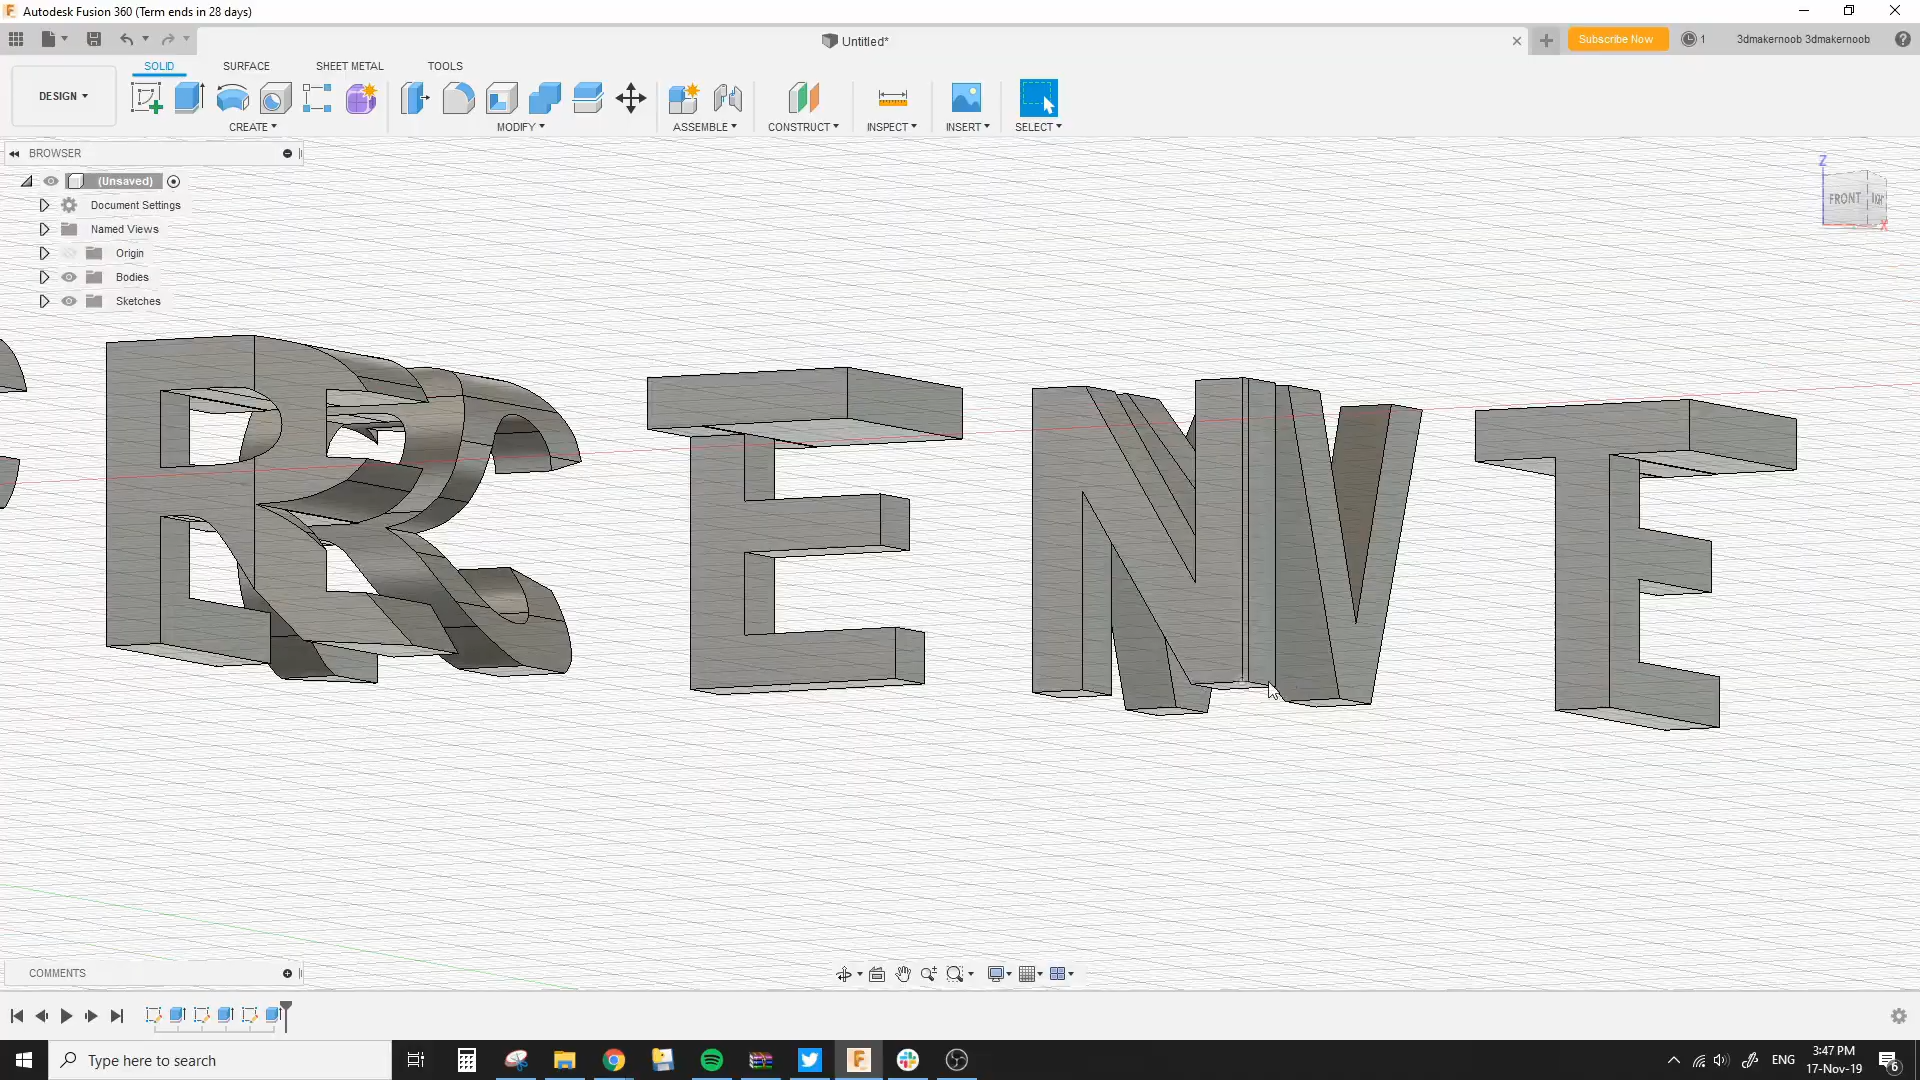 Autodesk Fusion 360 (Term ends in 28 days)
Untitled*
Subscribe Now
1
3dmakernoob 3dmakernoob
DESIGN
SOLID
SURFACE
SHEET METAL
TOOLS
CREATE
MODIFY
ASSEMBLE
CONSTRUCT
INSPECT
INSERT
SELECT
BROWSER
(Unsaved)
Document Settings
Named Views
Origin
Bodies
Sketches
Z
FRONT
X
COMMENTS
Type here to search
ENG
3:47 PM
17-Nov-19
6